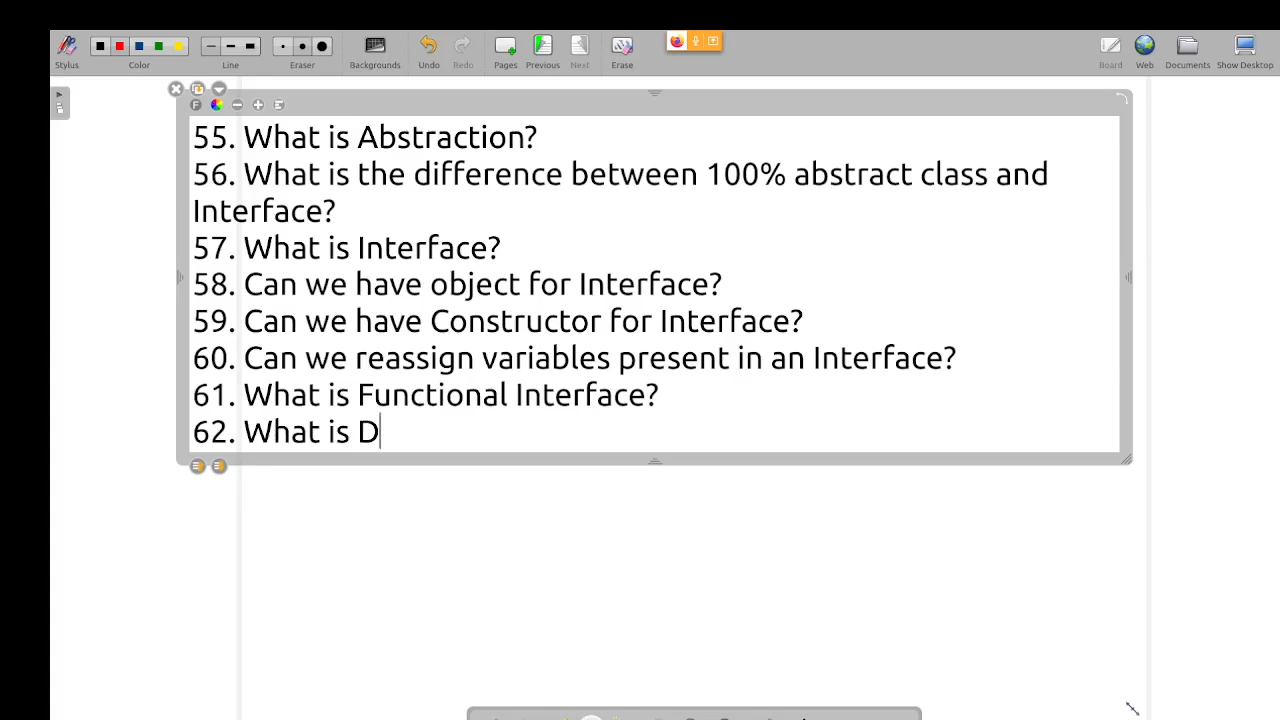 Stylus Color Line Eraser Backgrounds Undo Redo Pages Previous Next Erase Board Web Documents Show Desktop
55. What is Abstraction?
56. What is the difference between 100% abstract class and
Interface?
57. What is Interface?
58. Can we have object for Interface?
59. Can we have Constructor for Interface?
60. Can we reassign variables present in an Interface?
61. What is Functional Interface?
62. What is D